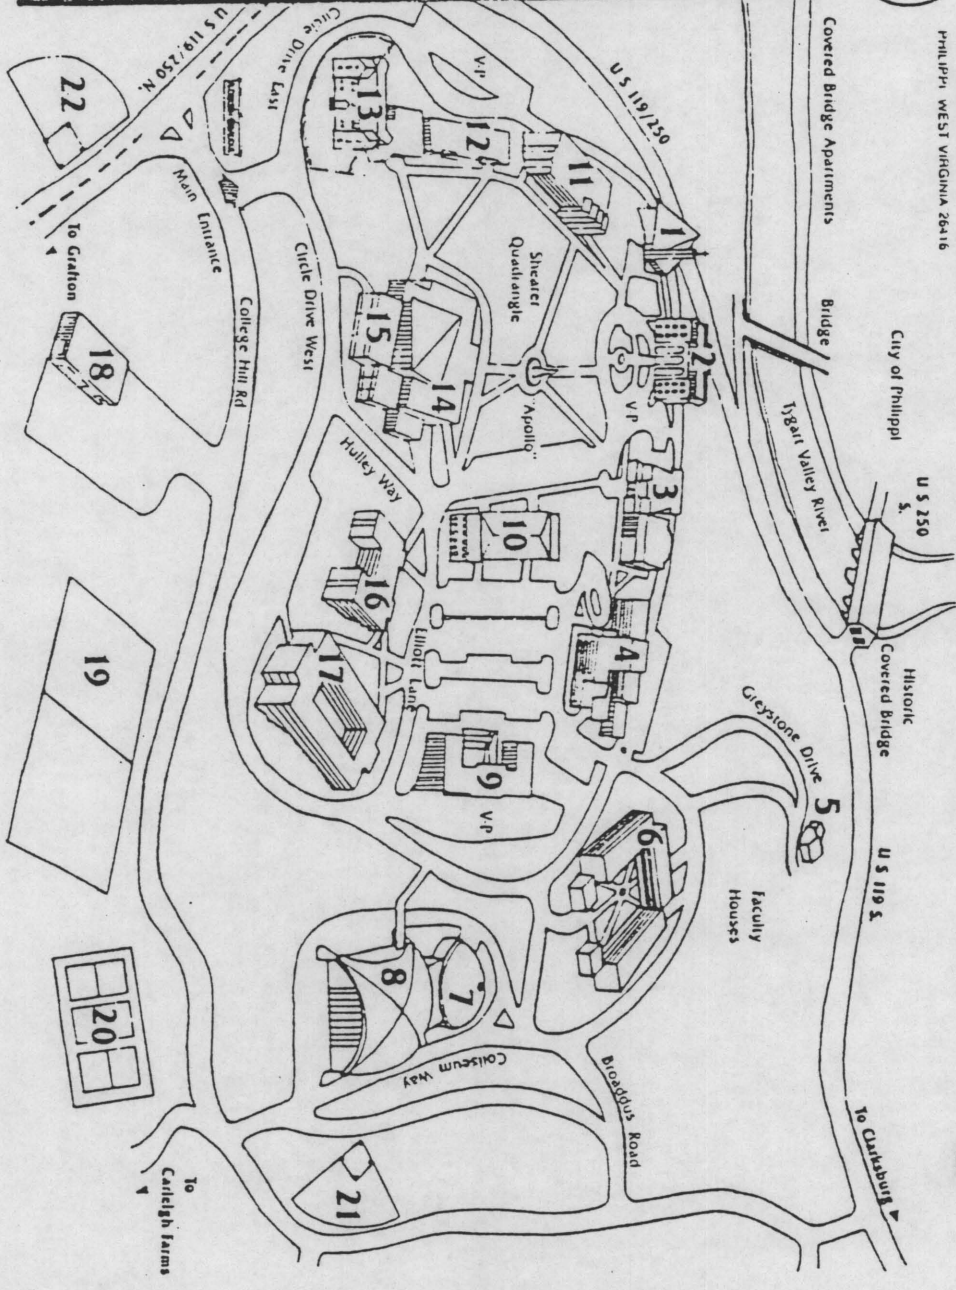 PHILIPPI WEST VIRGINIA 26416
Covered Bridge Apartments
Bridge
City of Philippi
U S 250
S.
Tygart Valley River
Historic
Covered Bridge
U S 119 S.
To Clarksburg
U S 119/250
V-P
Circle Drive East
U S 119/250 N.
22
13
12
11
1
2
V P
3
4
Greystone Drive
5
Faculty
Houses
6
Broaddus Road
Shearer
Quadrangle
"Apollo"
14
15
10
9
V-P
7
8
Coliseum Way
21
Main Entrance
Circle Drive West
Hulley Way
16
Elliott Lane
17
To Grafton
College Hill Rd
18
19
20
To
Carleigh Farms